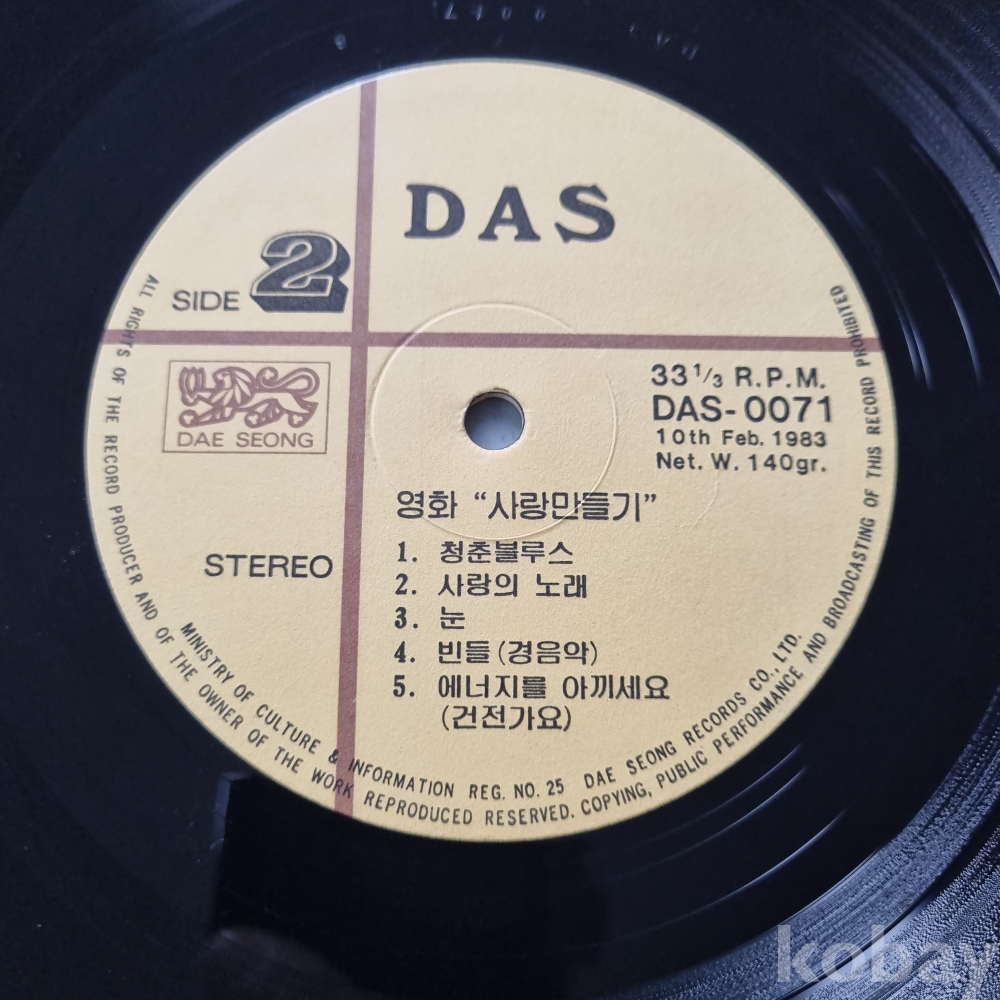 DAS
SIDE 2
DAE SEONG
33 1/3 R.P.M.
DAS-0071
10th Feb. 1983
Net. W. 140gr.
STEREO
영화 “사랑만들기”
1. 청춘불루스
2. 사랑의 노래
3. 눈
4. 빈들(경음악)
5. 에너지를 아끼세요
(건전가요)
MINISTRY OF CULTURE & INFORMATION REG. NO. 25 DAE SEONG RECORDS CO., LTD.
ALL RIGHTS OF THE RECORD PRODUCER AND OF THE OWNER OF THE WORK REPRODUCED RESERVED. COPYING, PUBLIC PERFORMANCE AND BROADCASTING OF THIS RECORD PROHIBITED
kobay